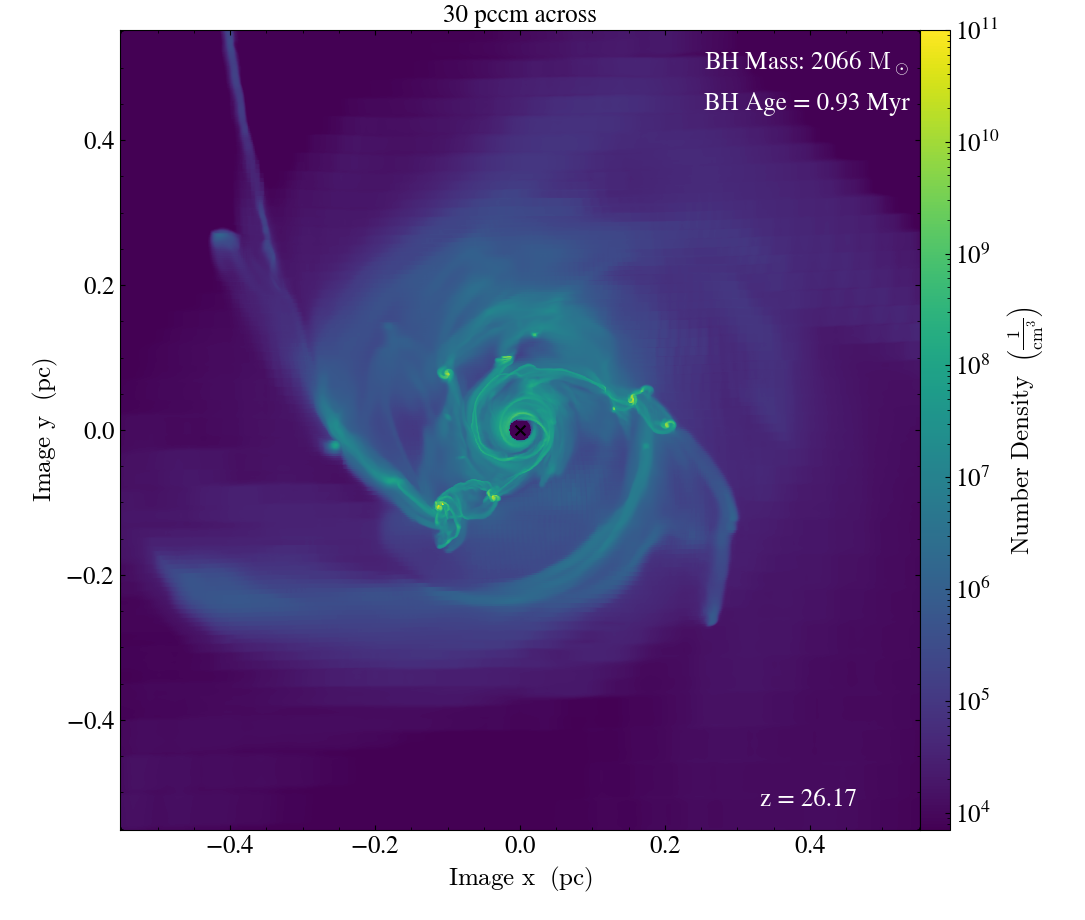 30 pccm across
BH Mass: 2066 M☉
BH Age = 0.93 Myr
z = 26.17
0.4
0.2
0.0
−0.2
−0.4
Image y (pc)
−0.4 −0.2 0.0 0.2 0.4
Image x (pc)
10¹¹
10¹⁰
10⁹
10⁸
10⁷
10⁶
10⁵
10⁴
Number Density (1/cm³)